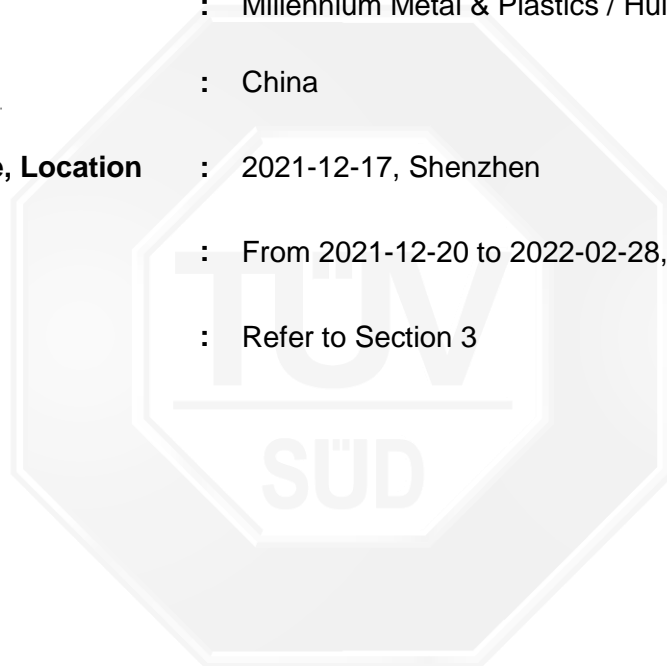 : Millennium Metal & Plastics /
: China
, Location : 2021-12-17, Shenzhen
: From 2021-12-20 to 2022-02-28,
: Refer to Section 3
TÜV
SÜD